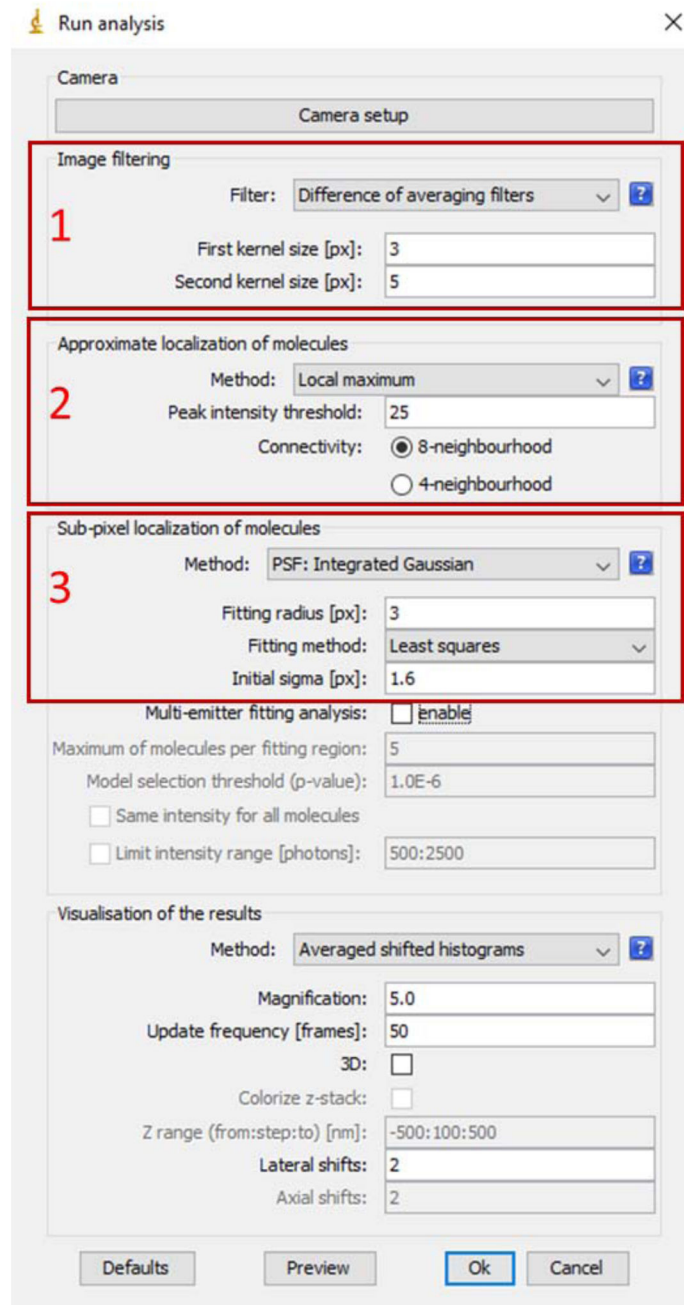 Run analysis
Camera
Camera setup
Image filtering
1
Filter: Difference of averaging filters
First kernel size [px]: 3
Second kernel size [px]: 5
Approximate localization of molecules
2
Method: Local maximum
Peak intensity threshold: 25
Connectivity: 8-neighbourhood
4-neighbourhood
Sub-pixel localization of molecules
3
Method: PSF: Integrated Gaussian
Fitting radius [px]: 3
Fitting method: Least squares
Initial sigma [px]: 1.6
Multi-emitter fitting analysis: enable
Maximum of molecules per fitting region: 5
Model selection threshold (p-value): 1.0E-6
Same intensity for all molecules
Limit intensity range [photons]: 500:2500
Visualisation of the results
Method: Averaged shifted histograms
Magnification: 5.0
Update frequency [frames]: 50
3D:
Colorize z-stack:
Z range (from:step:to) [nm]: -500:100:500
Lateral shifts: 2
Axial shifts: 2
Defaults Preview Ok Cancel